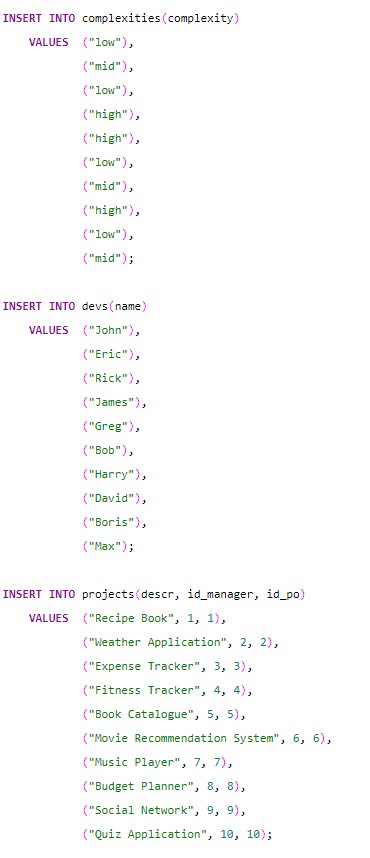 INSERT INTO complexities(complexity)
VALUES ("low"),
("mid"),
("low"),
("high"),
("high"),
("low"),
("mid"),
("high"),
("low"),
("mid");
INSERT INTO devs(name)
VALUES ("John"),
("Eric"),
("Rick"),
("James"),
("Greg"),
("Bob"),
("Harry"),
("David"),
("Boris"),
("Max");
INSERT INTO projects(descr, id_manager, id_po)
VALUES ("Recipe Book", 1, 1),
("Weather Application", 2, 2),
("Expense Tracker", 3, 3),
("Fitness Tracker", 4, 4),
("Book Catalogue", 5, 5),
("Movie Recommendation System", 6, 6),
("Music Player", 7, 7),
("Budget Planner", 8, 8),
("Social Network", 9, 9),
("Quiz Application", 10, 10);